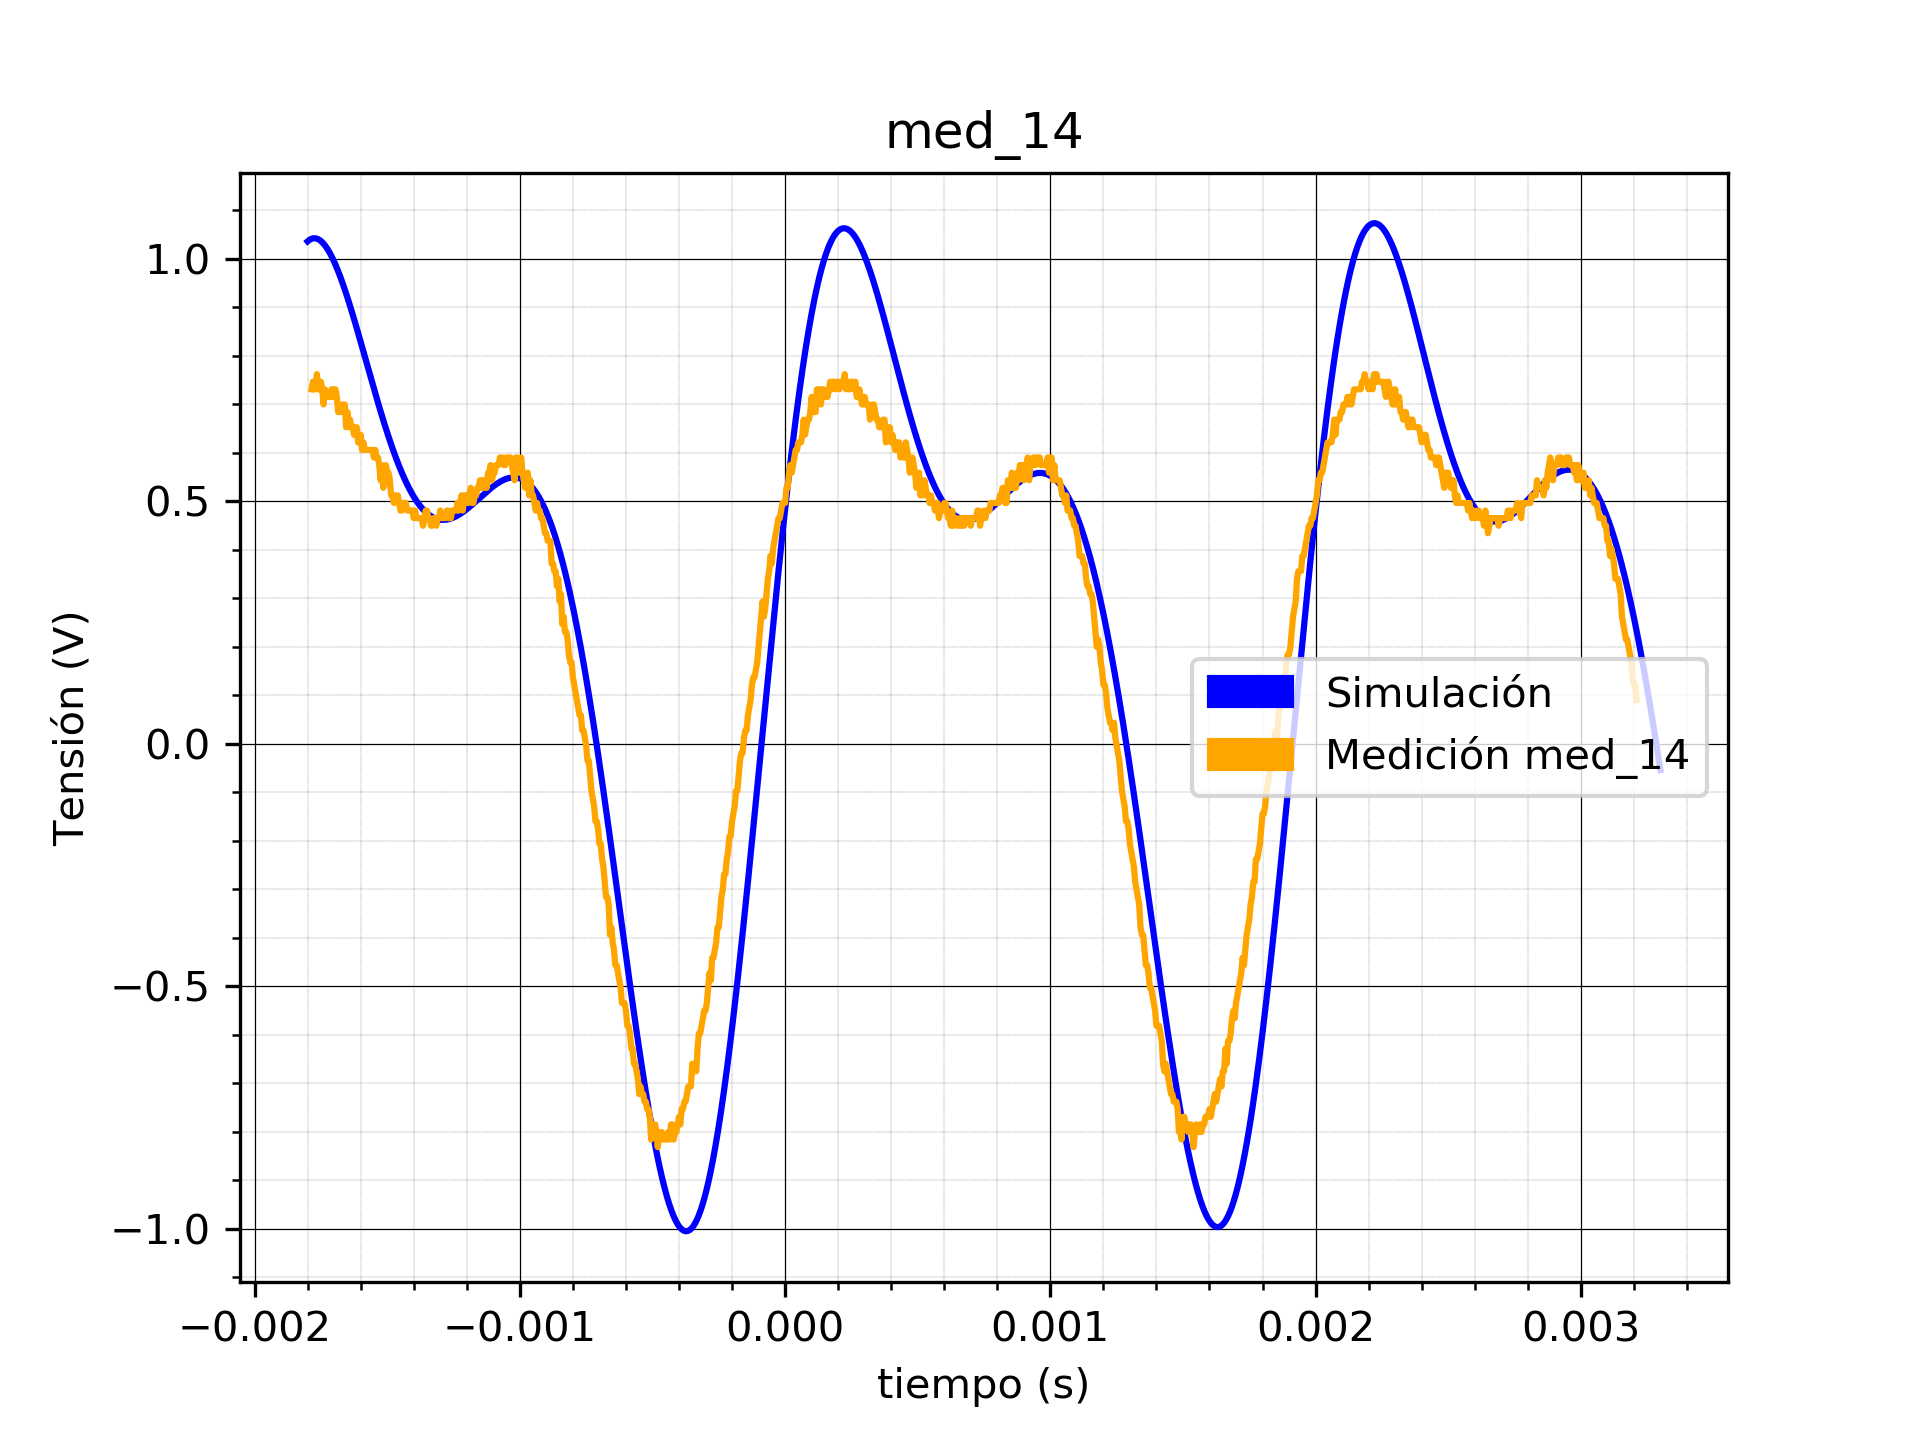 med_14
1.0
0.5
0.0
−0.5
−1.0
Tensión (V)
Simulación
Medición med_14
−0.002 −0.001 0.000 0.001 0.002 0.003
tiempo (s)